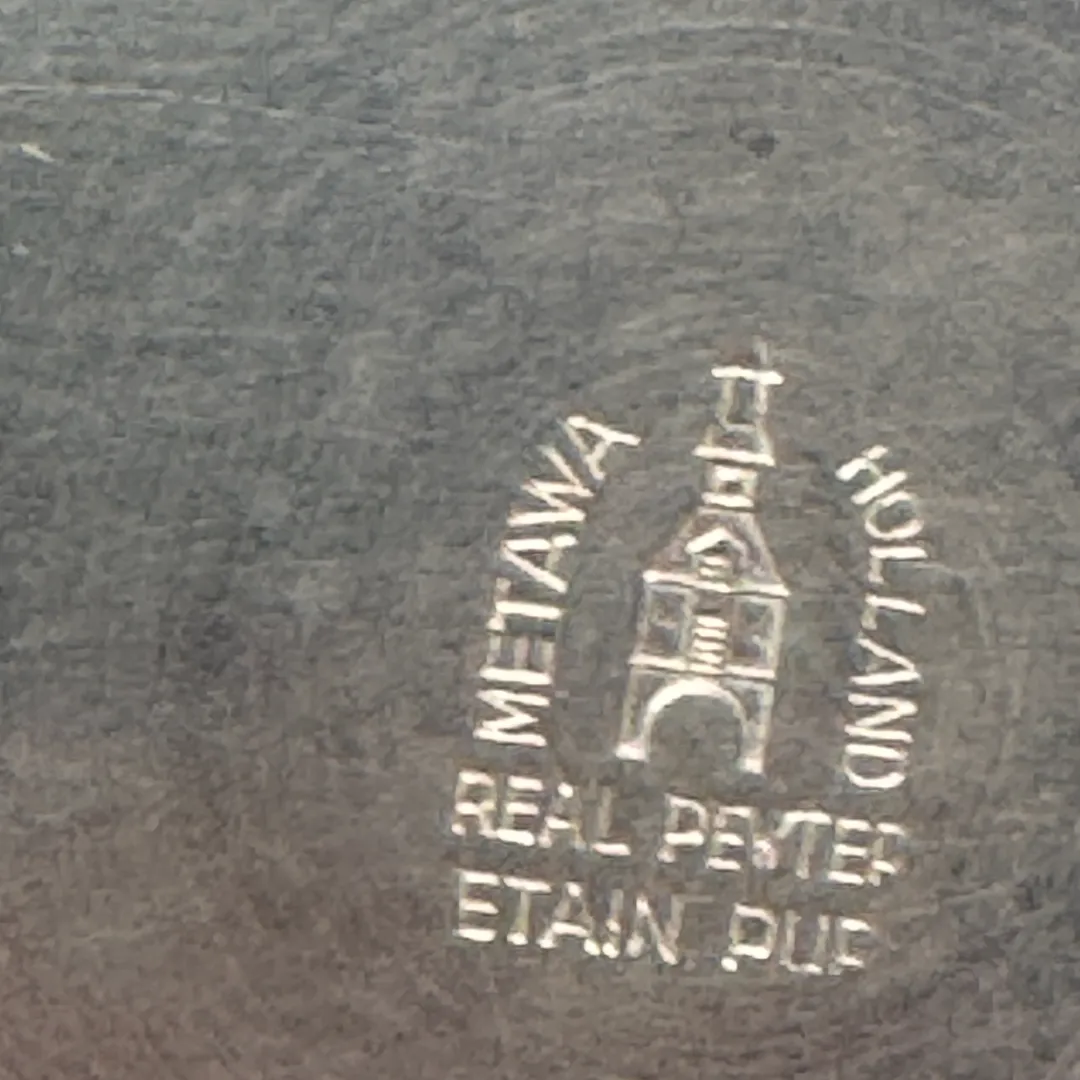 METAWA
HOLLAND
REAL PEWTER
ETAIN PUR